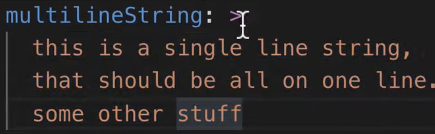 multilineString: >
this is a single line string,
that should be all on one line.
some other stuff